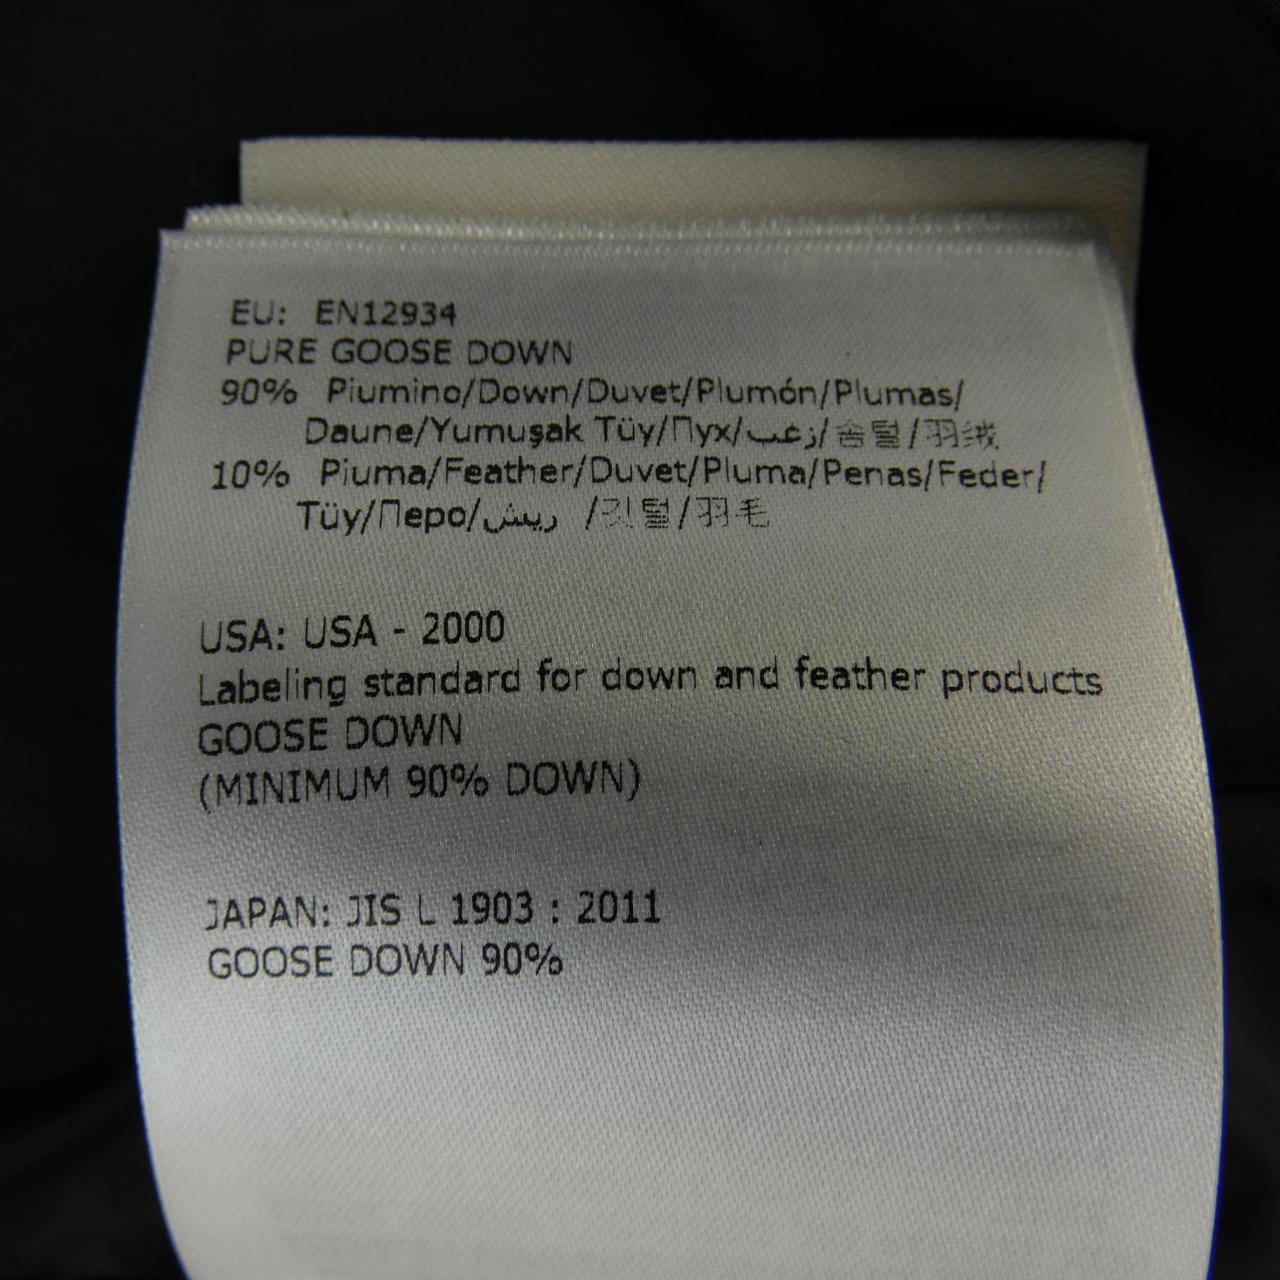 EU: EN12934
PURE GOOSE DOWN
90% Piumino/Down/Duvet/Plumón/Plumas/
Daune/Yumuşak Tüy/Пух/زغب/솜털/羽绒
10% Piuma/Feather/Duvet/Pluma/Penas/Feder/
Tüy/Перо/ريش /깃털/羽毛
USA: USA - 2000
Labeling standard for down and feather products
GOOSE DOWN
(MINIMUM 90% DOWN)
JAPAN: JIS L 1903 : 2011
GOOSE DOWN 90%